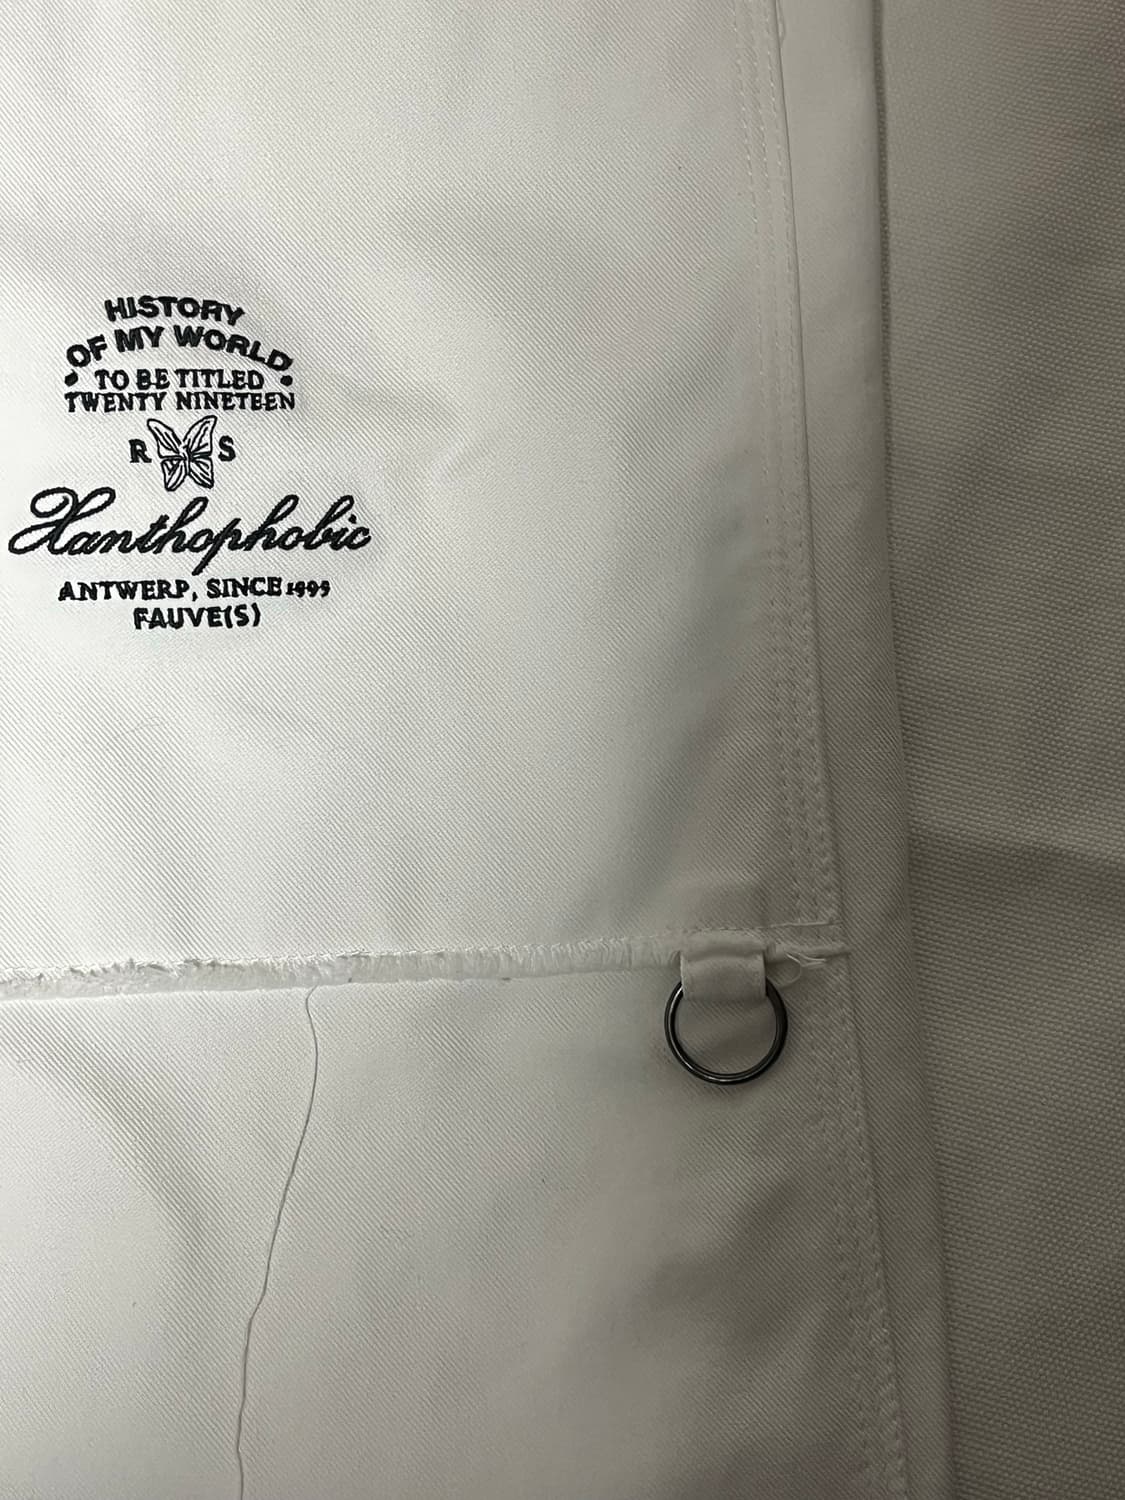 HISTORY
OF MY WORLD
• TO BE TITLED •
TWENTY NINETEEN
R S
Xanthophobic
ANTWERP, SINCE 1995
FAUVE(S)